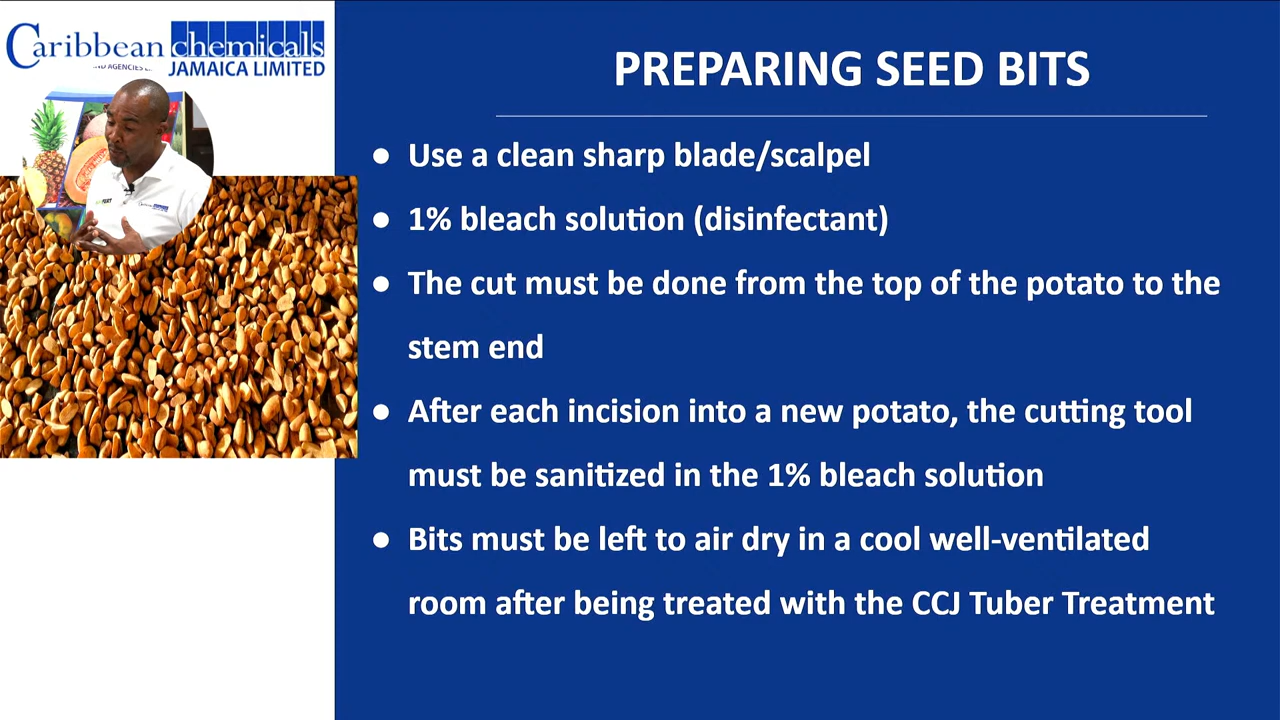 Caribbean chemicals
JAMAICA LIMITED
PREPARING SEED BITS
● Use a clean sharp blade/scalpel
● 1% bleach solution (disinfectant)
● The cut must be done from the top of the potato to the
stem end
● After each incision into a new potato, the cutting tool
must be sanitized in the 1% bleach solution
● Bits must be left to air dry in a cool well-ventilated
room after being treated with the CCJ Tuber Treatment